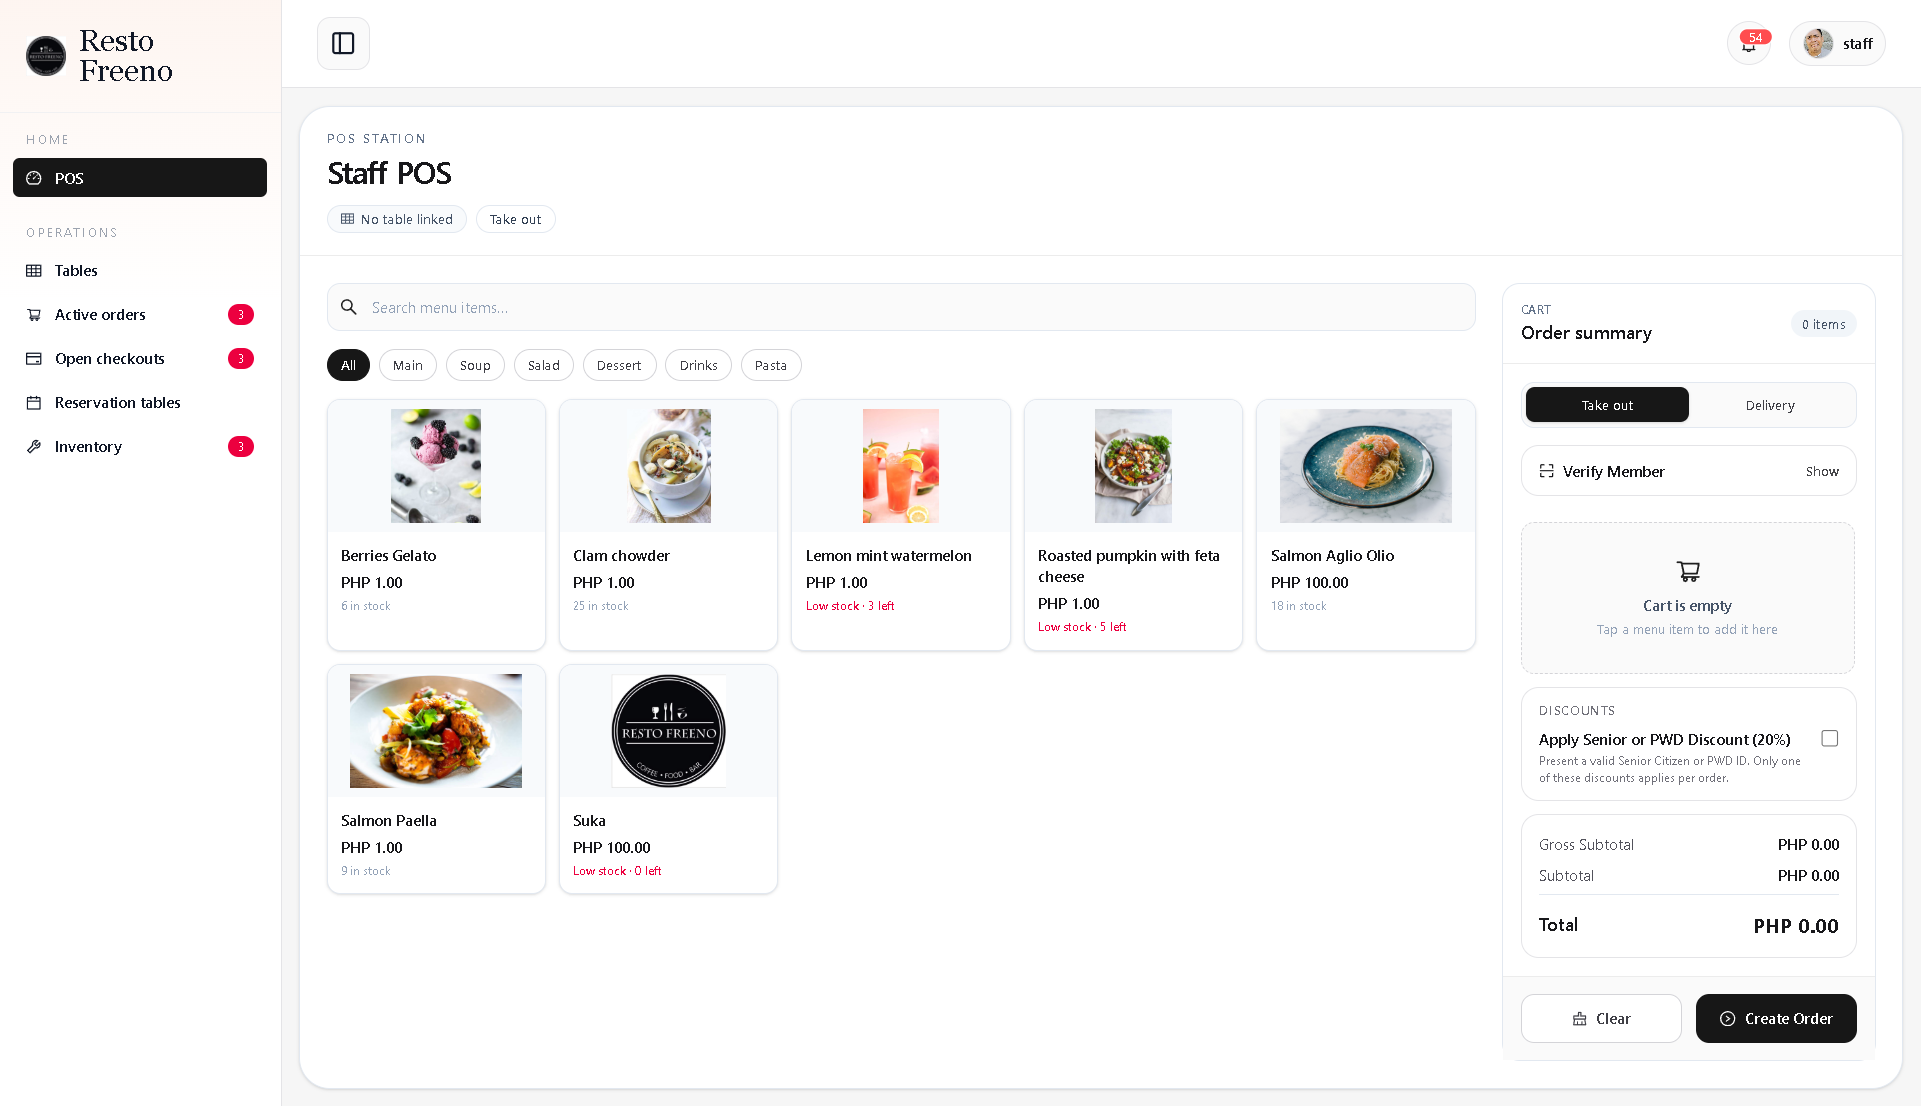 Resto
Freeno
54
staff
HOME
POS
OPERATIONS
Tables
Active orders 3
Open checkouts 3
Reservation tables
Inventory 3
POS STATION
Staff POS
No table linked
Take out
Search menu items...
All
Main
Soup
Salad
Dessert
Drinks
Pasta
Berries Gelato
PHP 1.00
6 in stock
Clam chowder
PHP 1.00
25 in stock
Lemon mint watermelon
PHP 1.00
Low stock · 3 left
Roasted pumpkin with feta
cheese
PHP 1.00
Low stock · 5 left
Salmon Aglio Olio
PHP 100.00
18 in stock
Salmon Paella
PHP 1.00
9 in stock
RESTO FREENO
COFFEE • FOOD • BAR
Suka
PHP 100.00
Low stock · 0 left
CART
Order summary
0 items
Take out
Delivery
Verify Member
Show
Cart is empty
Tap a menu item to add it here
DISCOUNTS
Apply Senior or PWD Discount (20%)
Present a valid Senior Citizen or PWD ID. Only one
of these discounts applies per order.
Gross Subtotal PHP 0.00
Subtotal PHP 0.00
Total PHP 0.00
Clear
Create Order